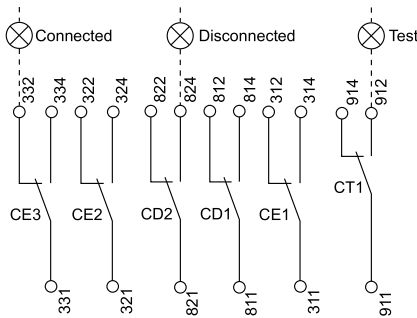 Connected
Disconnected
Test
332
334
322
324
822
824
812
814
312
314
914
912
CE3
CE2
CD1
CD2
CE1
CT1
331
321
821
811
311
911